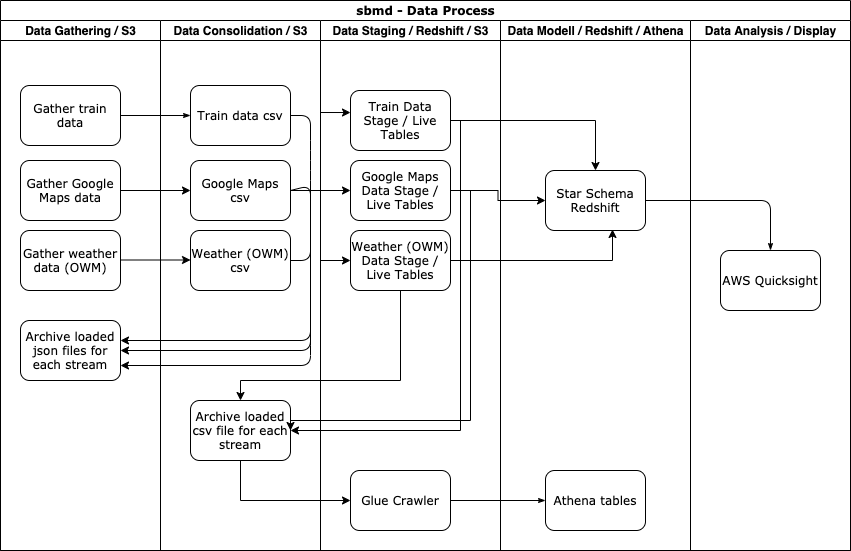 sbmd - Data Process
Data Gathering / S3
Data Consolidation / S3
Data Staging / Redshift / S3
Data Modell / Redshift / Athena
Data Analysis / Display
Gather train
data
Train data csv
Train Data
Stage / Live
Tables
Gather Google
Maps data
Google Maps
csv
Google Maps
Data Stage /
Live Tables
Star Schema
Redshift
Gather weather
data (OWM)
Weather (OWM)
csv
Weather (OWM)
Data Stage /
Live Tables
AWS Quicksight
Archive loaded
json files for
each stream
Archive loaded
csv file for each
stream
Glue Crawler
Athena tables